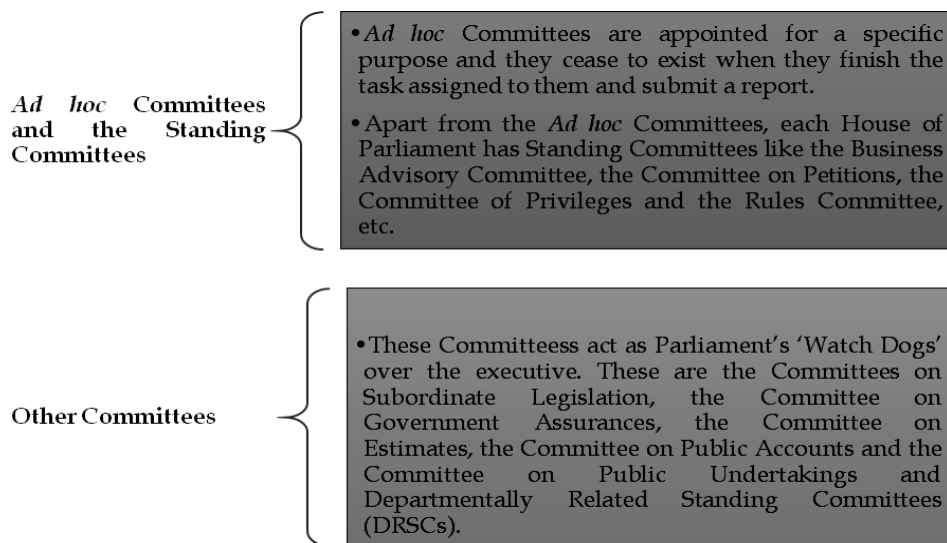 Ad hoc Committees
and the Standing
Committees
•Ad hoc Committees are appointed for a specific
purpose and they cease to exist when they finish the
task assigned to them and submit a report.
•Apart from the Ad hoc Committees, each House of
Parliament has Standing Committees like the Business
Advisory Committee, the Committee on Petitions, the
Committee of Privileges and the Rules Committee,
etc.
Other Committees
•These Committeess act as Parliament's 'Watch Dogs'
over the executive. These are the Committees on
Subordinate Legislation, the Committee on
Government Assurances, the Committee on
Estimates, the Committee on Public Accounts and the
Committee on Public Undertakings and
Departmentally Related Standing Committees
(DRSCs).